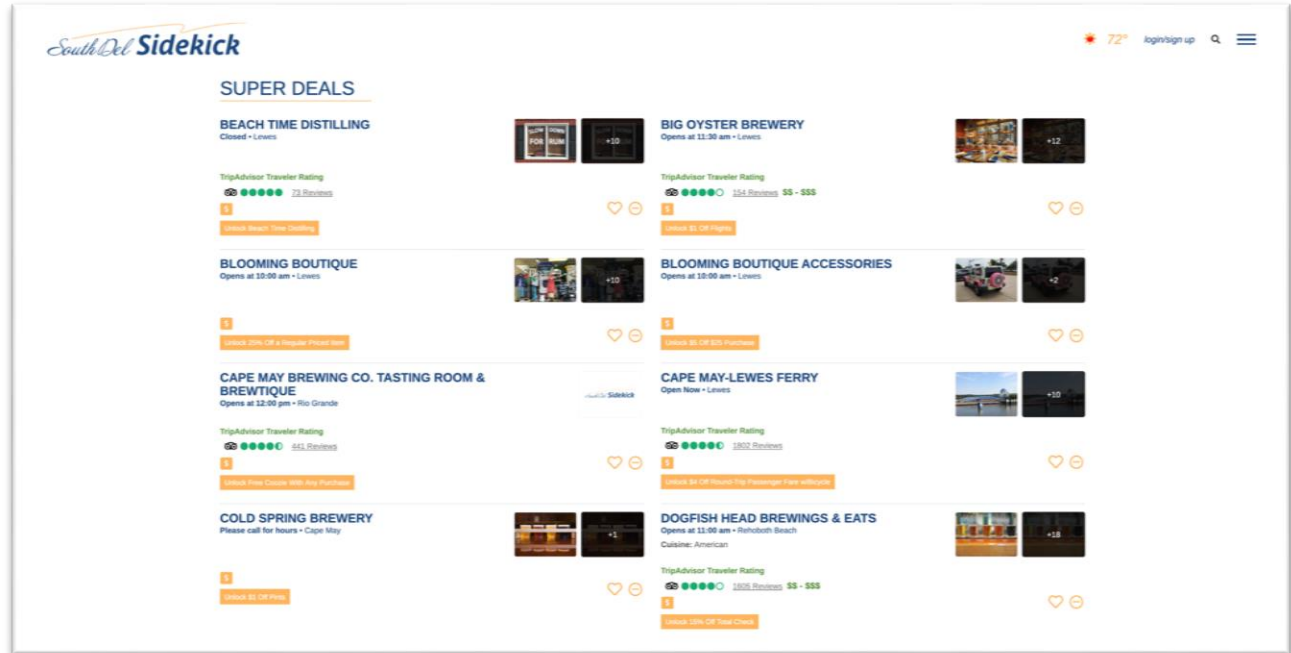 South Del Sidekick
72°
login/sign up
SUPER DEALS
BEACH TIME DISTILLING
Closed • Lewes
SLOW DOWN
FOR RUM
+10
TripAdvisor Traveler Rating
73 Reviews
$
Unlock Beach Time Distilling
BIG OYSTER BREWERY
Opens at 11:30 am • Lewes
+12
TripAdvisor Traveler Rating
154 Reviews $$ - $$$
$
Unlock $1 Off Flights
BLOOMING BOUTIQUE
Opens at 10:00 am • Lewes
+10
$
Unlock 25% Off a Regular Priced Item
BLOOMING BOUTIQUE ACCESSORIES
Opens at 10:00 am • Lewes
+2
$
Unlock $5 Off $25 Purchase
CAPE MAY BREWING CO. TASTING ROOM &
BREWTIQUE
Opens at 12:00 pm • Rio Grande
South Del Sidekick
TripAdvisor Traveler Rating
441 Reviews
$
Unlock Free Coozie With Any Purchase
CAPE MAY-LEWES FERRY
Open Now • Lewes
+10
TripAdvisor Traveler Rating
1802 Reviews
$
Unlock $4 Off Round-Trip Passenger Fare w/Bicycle
COLD SPRING BREWERY
Please call for hours • Cape May
+1
$
Unlock $1 Off Pints
DOGFISH HEAD BREWINGS & EATS
Opens at 11:00 am • Rehoboth Beach
Cuisine: American
+18
TripAdvisor Traveler Rating
1605 Reviews $$ - $$$
$
Unlock 15% Off Total Check